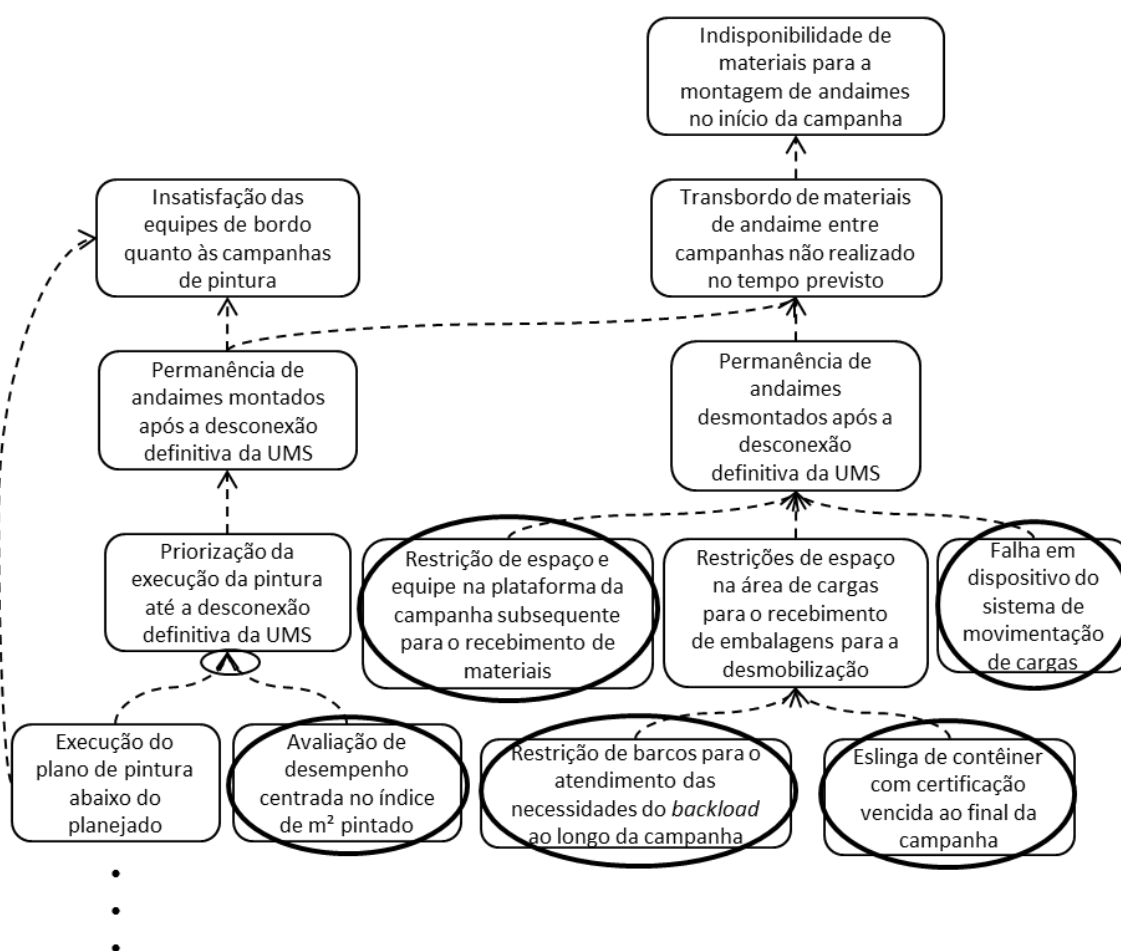 Indisponibilidade de
materiais para a
montagem de andaimes
no início da campanha
Insatisfação das
equipes de bordo
quanto às campanhas
de pintura
Transbordo de materiais
de andaime entre
campanhas não realizado
no tempo previsto
Permanência de
andaimes montados
após a desconexão
definitiva da UMS
Permanência de
andaimes
desmontados após a
desconexão
definitiva da UMS
Priorização da
execução da pintura
até a desconexão
definitiva da UMS
Restrição de espaço e
equipe na plataforma da
campanha subsequente
para o recebimento de
materiais
Restrições de espaço
na área de cargas
para o recebimento
de embalagens para a
desmobilização
Falha em
dispositivo do
sistema de
movimentação
de cargas
Execução do
plano de pintura
abaixo do
planejado
Avaliação de
desempenho
centrada no índice
de m² pintado
Restrição de barcos para o
atendimento das
necessidades do backload
ao longo da campanha
Eslinga de contêiner
com certificação
vencida ao final da
campanha